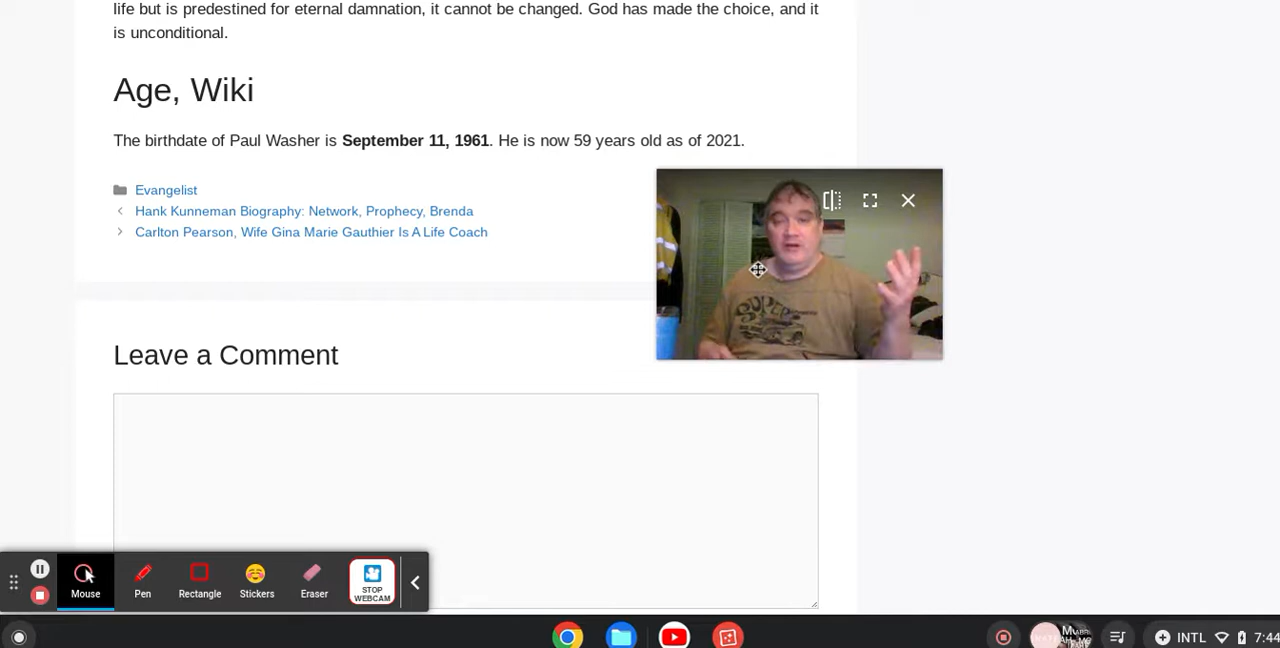 life but is predestined for eternal damnation, it cannot be changed. God has made the choice, and it
is unconditional.
Age, Wiki
The birthdate of Paul Washer is September 11, 1961. He is now 59 years old as of 2021.
Evangelist
Hank Kunneman Biography: Network, Prophecy, Brenda
Carlton Pearson, Wife Gina Marie Gauthier Is A Life Coach
Leave a Comment
Mouse
Pen
Rectangle
Stickers
Eraser
STOP
WEBCAM
INTL
7:44